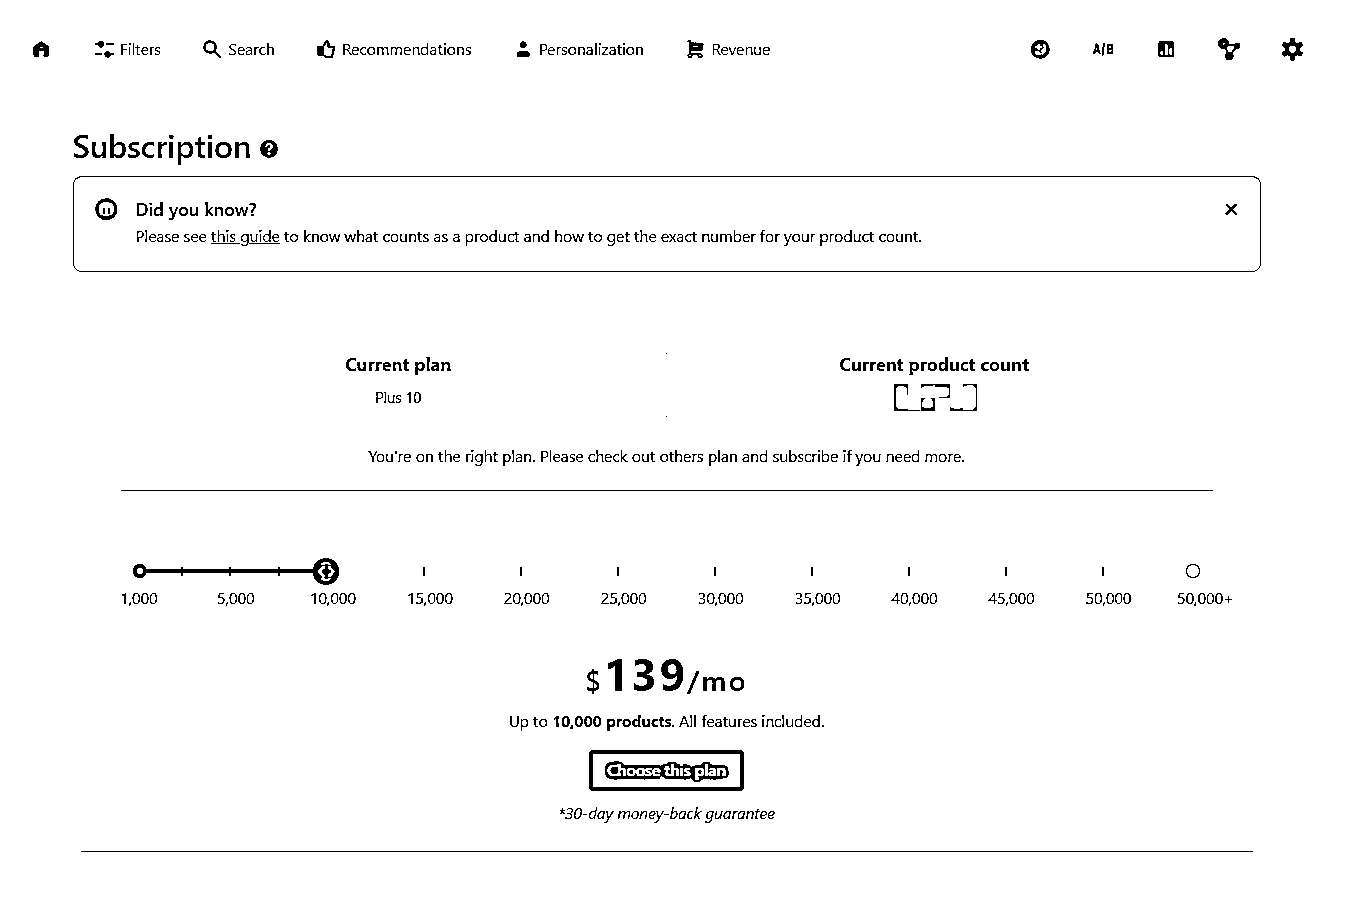 Filters Search Recommendations Personalization Revenue A/B
Subscription
Did you know?
Please see this guide to know what counts as a product and how to get the exact number for your product count.
Current plan
Plus 10
Current product count
You're on the right plan. Please check out others plan and subscribe if you need more.
1,000 5,000 10,000 15,000 20,000 25,000 30,000 35,000 40,000 45,000 50,000 50,000+
$139/mo
Up to 10,000 products. All features included.
Choose this plan
*30-day money-back guarantee